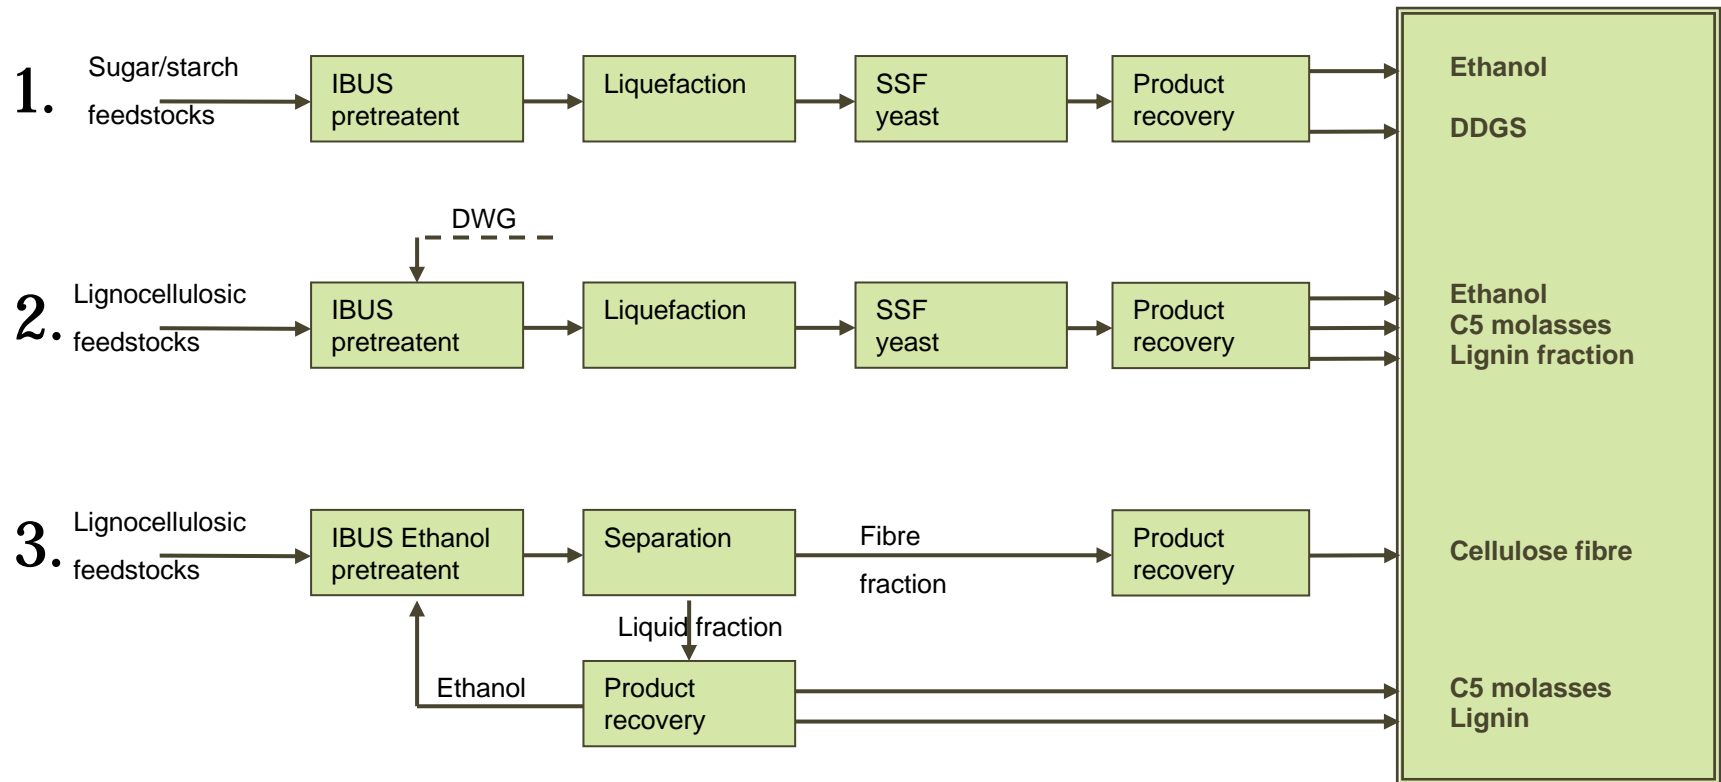 1.
Sugar/starch
feedstocks
IBUS
pretreatent
Liquefaction
SSF
yeast
Product
recovery
Ethanol
DDGS
DWG
2.
Lignocellulosic
feedstocks
IBUS
pretreatent
Liquefaction
SSF
yeast
Product
recovery
Ethanol
C5 molasses
Lignin fraction
3.
Lignocellulosic
feedstocks
IBUS Ethanol
pretreatent
Separation
Fibre
fraction
Product
recovery
Cellulose fibre
Liquid fraction
Ethanol
Product
recovery
C5 molasses
Lignin